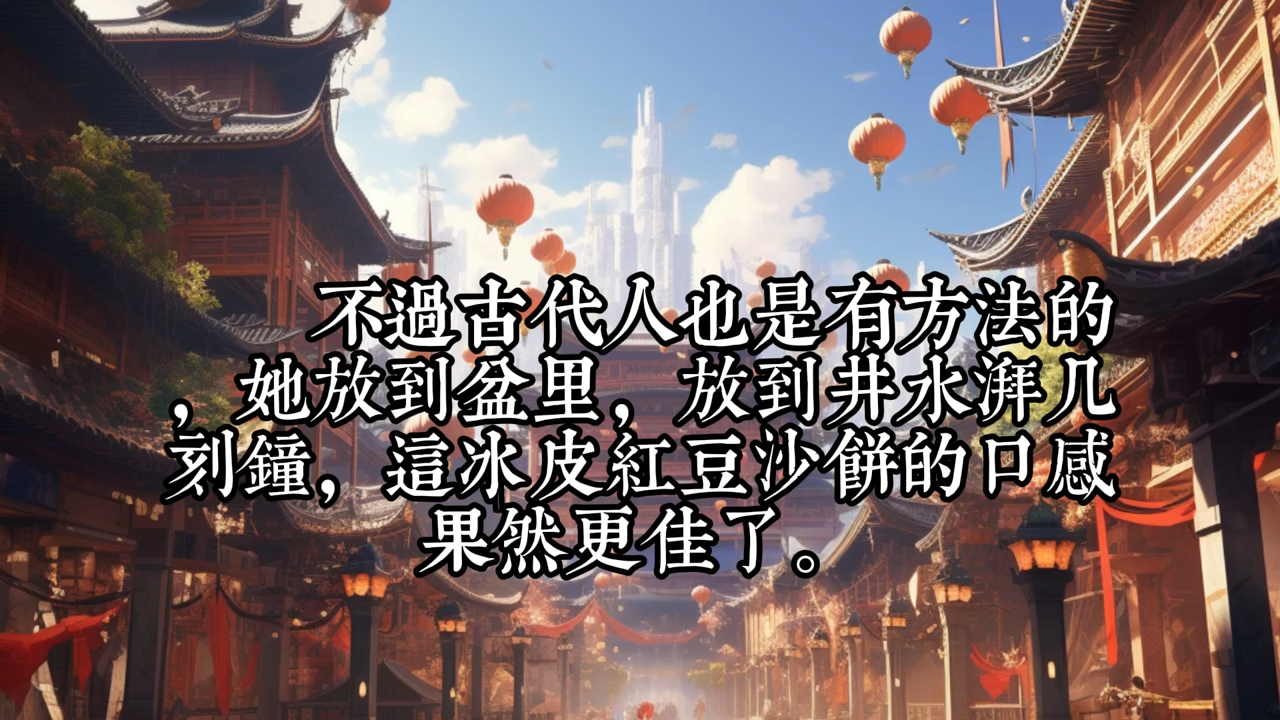 不過古代人也是有方法的
，她放到盆里，放到井水湃几
刻鐘，這冰皮紅豆沙餅的口感
果然更佳了。